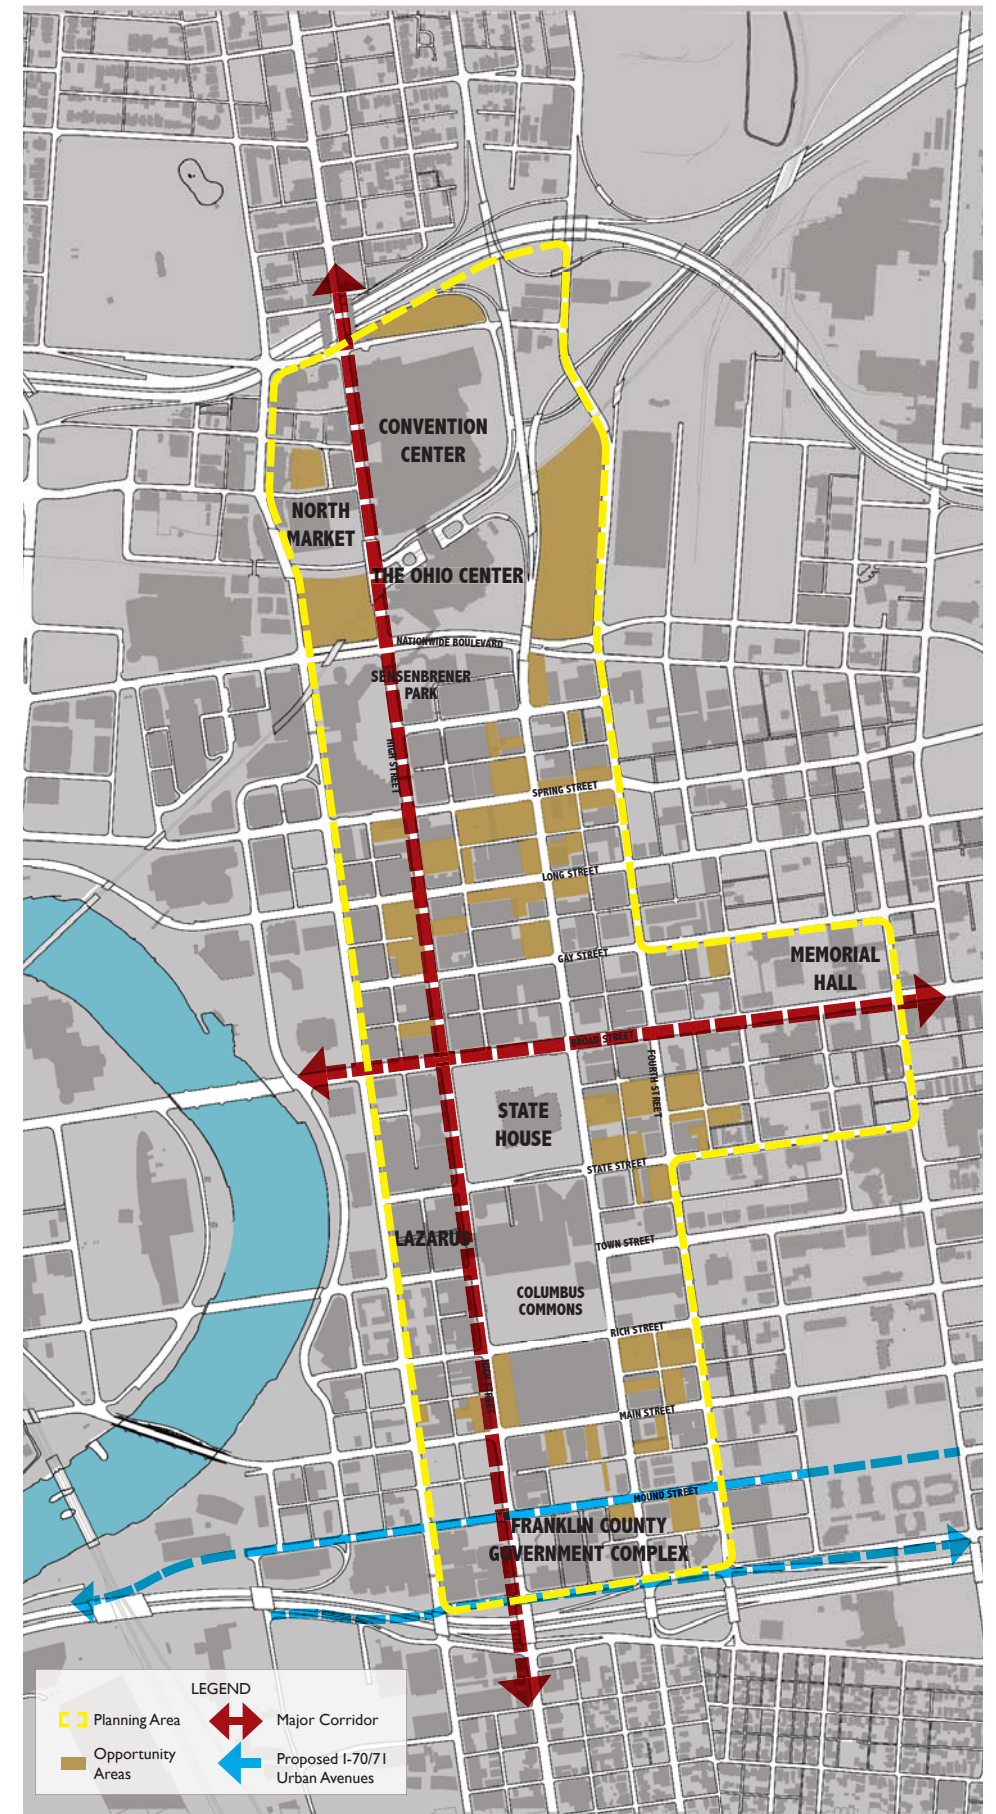 CONVENTION
CENTER
NORTH
MARKET
THE OHIO CENTER
NATIONWIDE BOULEVARD
SENSENBRENER
PARK
HIGH STREET
SPRING STREET
LONG STREET
GAY STREET
MEMORIAL
HALL
BROAD STREET
FOURTH STREET
STATE
HOUSE
STATE STREET
LAZARUS
TOWN STREET
COLUMBUS
COMMONS
RICH STREET
HIGH STREET
MAIN STREET
MOUND STREET
FRANKLIN COUNTY
GOVERNMENT COMPLEX
LEGEND
Planning Area
Major Corridor
Opportunity
Areas
Proposed I-70/71
Urban Avenues